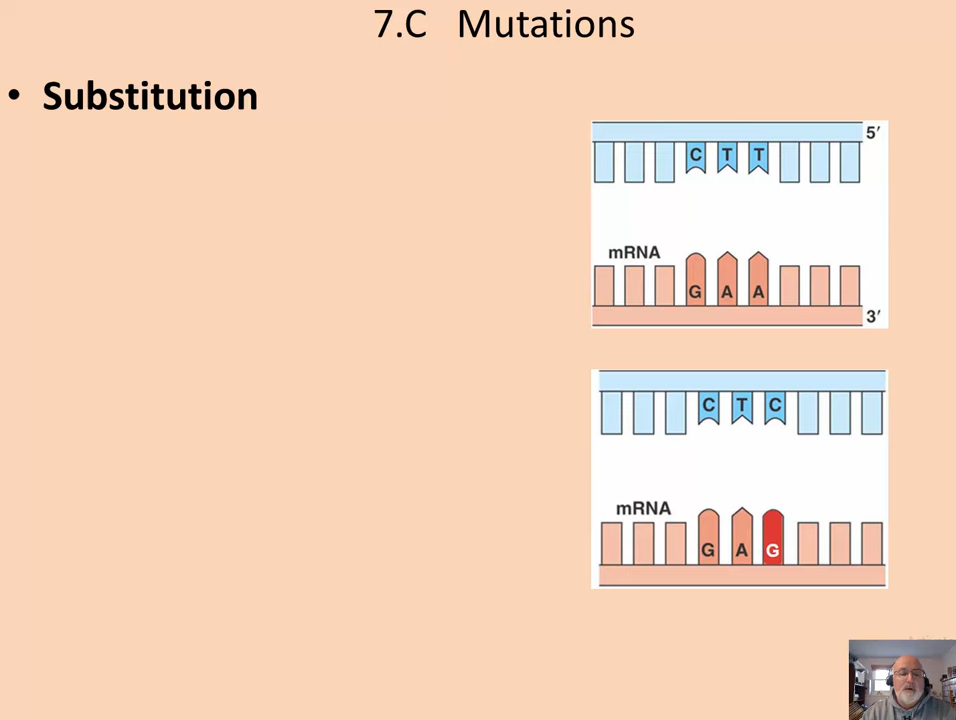 7.C Mutations
• Substitution
5′
C T T
mRNA
G A A
3′
C T C
mRNA
G A G